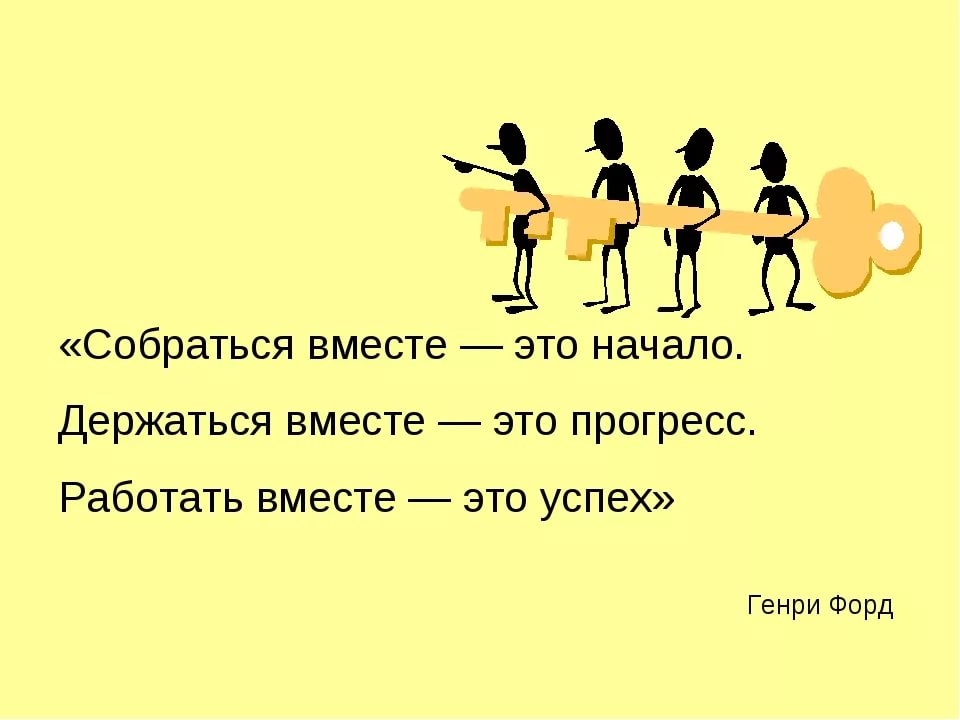 «Собраться вместе — это начало.
Держаться вместе — это прогресс.
Работать вместе — это успех»
Генри Форд